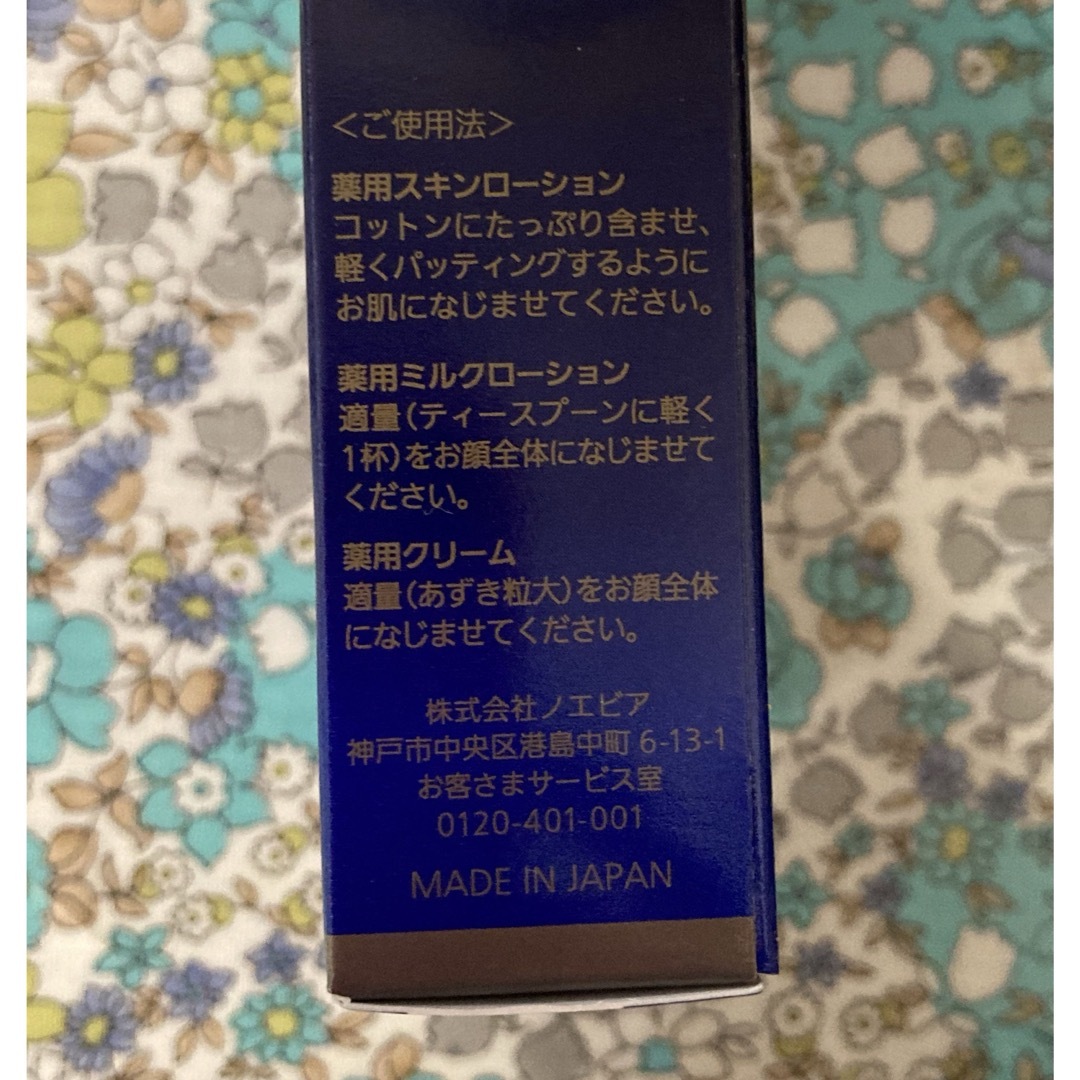 ＜ご使用法＞
薬用スキンローション
コットンにたっぷり含ませ、
軽くパッティングするように
お肌になじませてください。
薬用ミルクローション
適量（ティースプーンに軽く
1杯）をお顔全体になじませて
ください。
薬用クリーム
適量（あずき粒大）をお顔全体
になじませてください。
株式会社ノエビア
神戸市中央区港島中町 6-13-1
お客さまサービス室
0120-401-001
MADE IN JAPAN